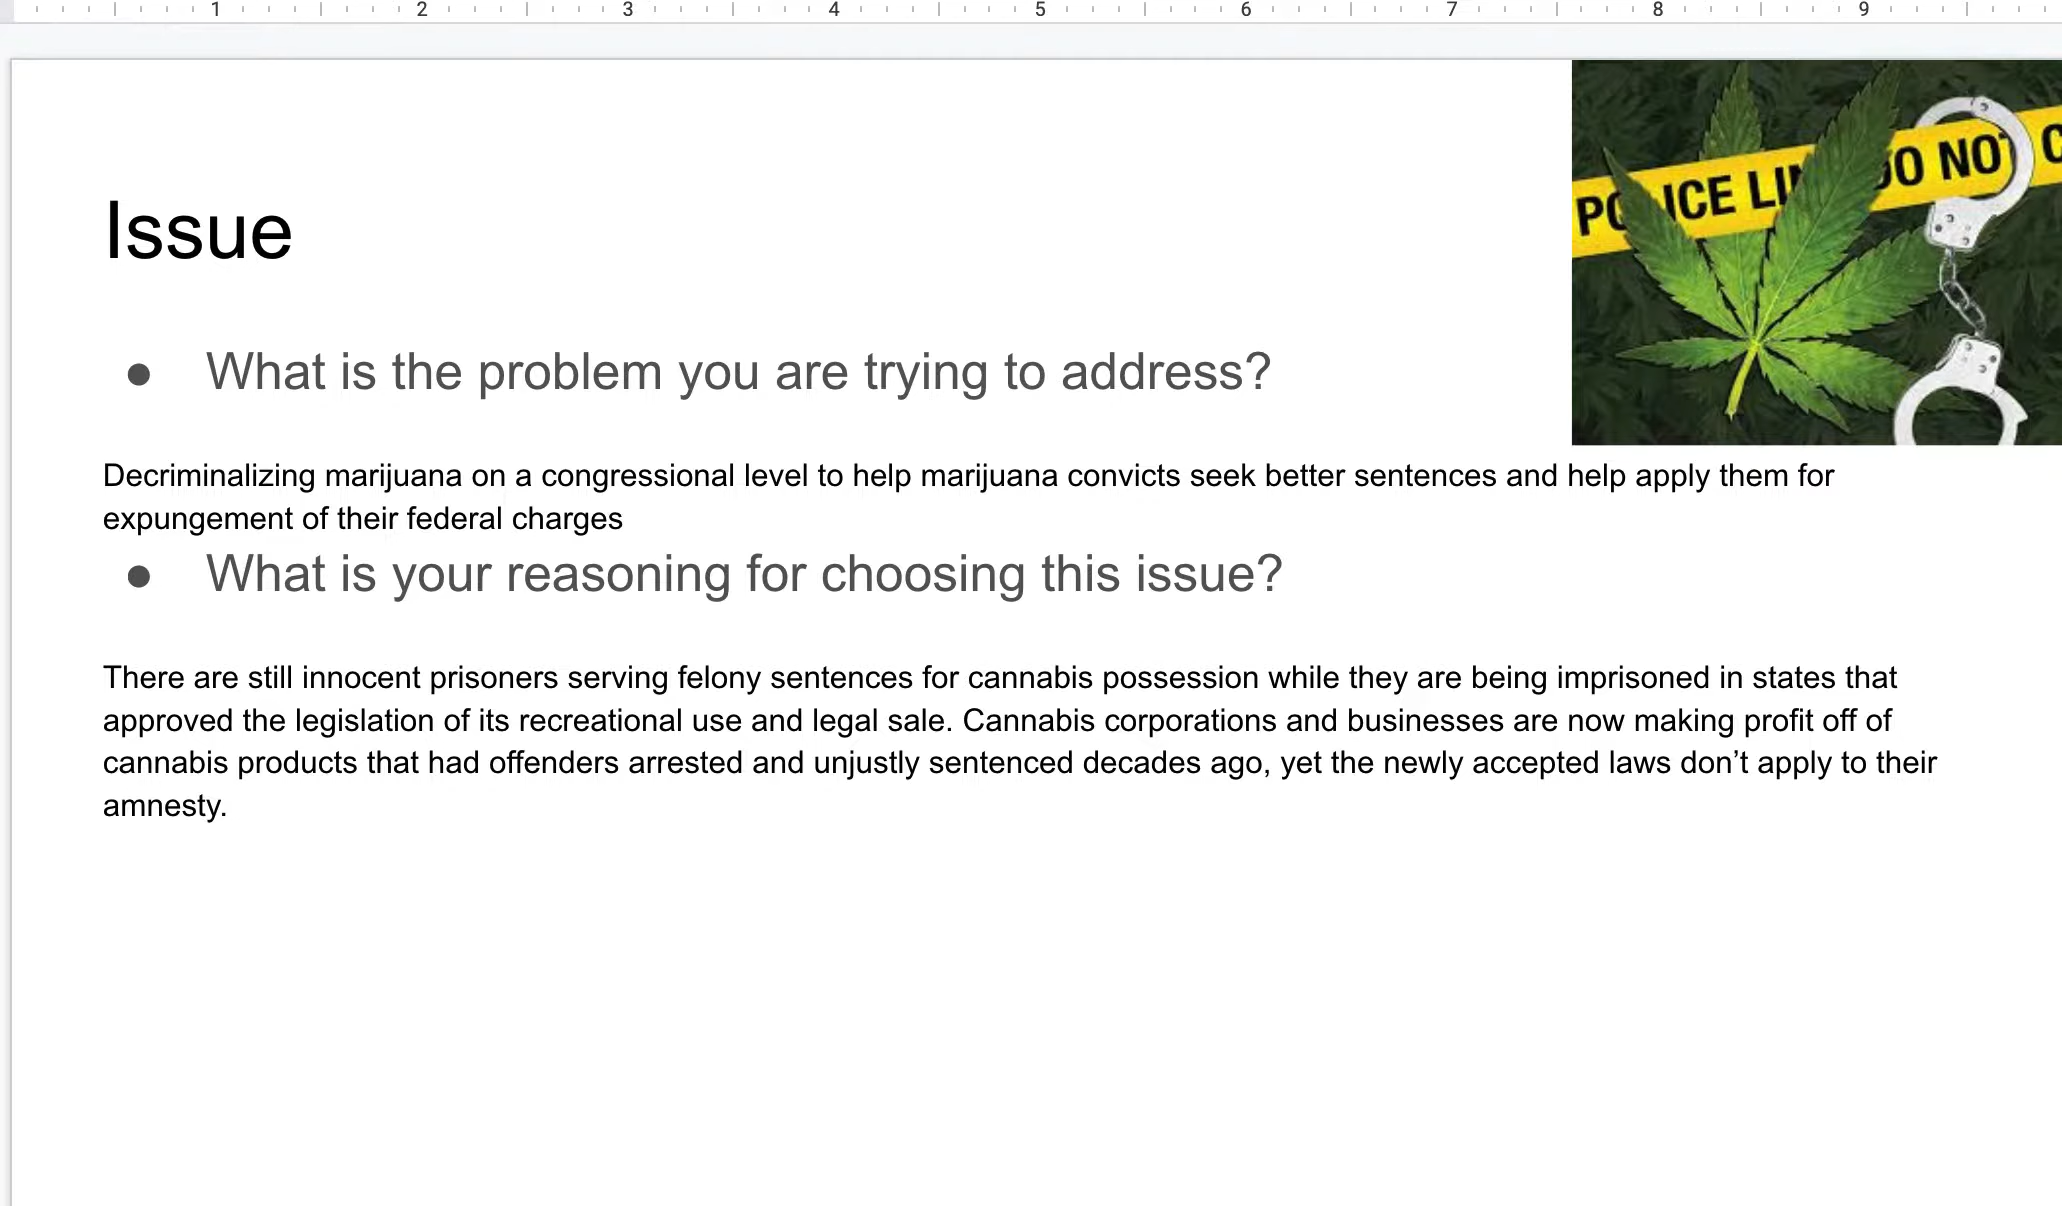 1 2 3 4 5 6 7 8 9
POLICE LINE DO NOT C
Issue
● What is the problem you are trying to address?
Decriminalizing marijuana on a congressional level to help marijuana convicts seek better sentences and help apply them for
expungement of their federal charges
● What is your reasoning for choosing this issue?
There are still innocent prisoners serving felony sentences for cannabis possession while they are being imprisoned in states that
approved the legislation of its recreational use and legal sale. Cannabis corporations and businesses are now making profit off of
cannabis products that had offenders arrested and unjustly sentenced decades ago, yet the newly accepted laws don’t apply to their
amnesty.